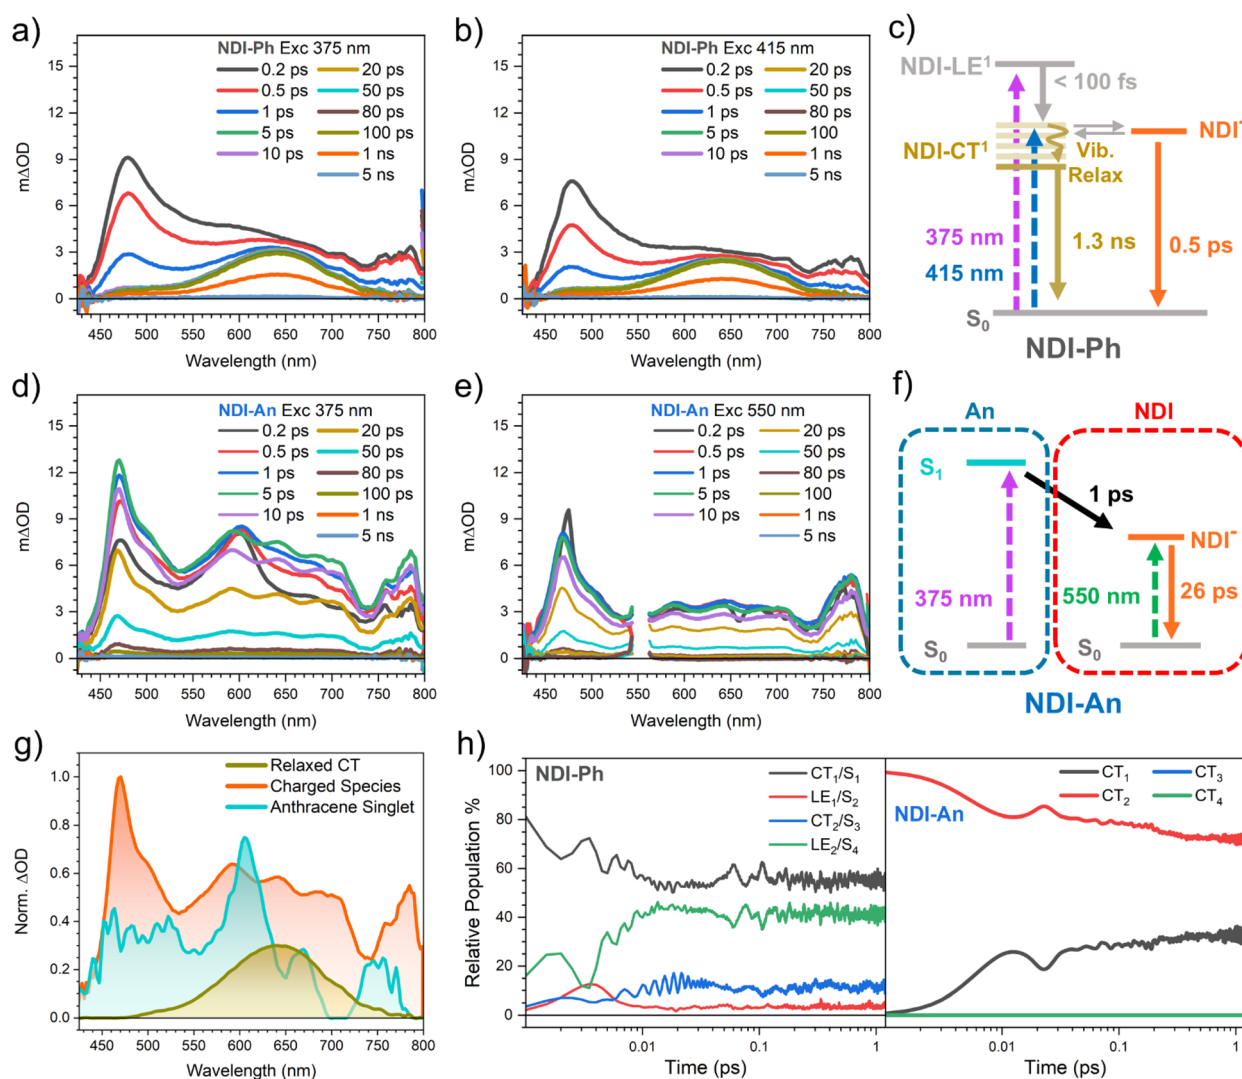 a)
NDI-Ph Exc 375 nm
0.2 ps 20 ps
0.5 ps 50 ps
1 ps 80 ps
5 ps 100 ps
10 ps 1 ns
5 ns
15
12
9
6
3
0
mΔOD
450 500 550 600 650 700 750 800
Wavelength (nm)
b)
NDI-Ph Exc 415 nm
0.2 ps 20 ps
0.5 ps 50 ps
1 ps 80 ps
5 ps 100
10 ps 1 ns
5 ns
15
12
9
6
3
0
mΔOD
450 500 550 600 650 700 750 800
Wavelength (nm)
c)
NDI-LE¹
< 100 fs
NDI⁻
NDI-CT¹
Vib.
Relax
375 nm
415 nm
1.3 ns
0.5 ps
S₀
NDI-Ph
d)
NDI-An Exc 375 nm
0.2 ps 20 ps
0.5 ps 50 ps
1 ps 80 ps
5 ps 100 ps
10 ps 1 ns
5 ns
15
12
9
6
3
0
mΔOD
450 500 550 600 650 700 750 800
Wavelength (nm)
e)
NDI-An Exc 550 nm
0.2 ps 20 ps
0.5 ps 50 ps
1 ps 80 ps
5 ps 100
10 ps 1 ns
5 ns
15
12
9
6
3
0
mΔOD
450 500 550 600 650 700 750 800
Wavelength (nm)
f)
An NDI
S₁
1 ps
NDI⁻
375 nm
550 nm
26 ps
S₀ S₀
NDI-An
g)
Relaxed CT
Charged Species
Anthracene Singlet
1.0
0.8
0.6
0.4
0.2
0.0
Norm. ΔOD
450 500 550 600 650 700 750 800
Wavelength (nm)
h)
NDI-Ph
CT₁/S₁
LE₁/S₂
CT₂/S₃
LE₂/S₄
100
80
60
40
20
0
Relative Population %
0.01 0.1 1
Time (ps)
NDI-An
CT₁ CT₃
CT₂ CT₄
0.01 0.1 1
Time (ps)